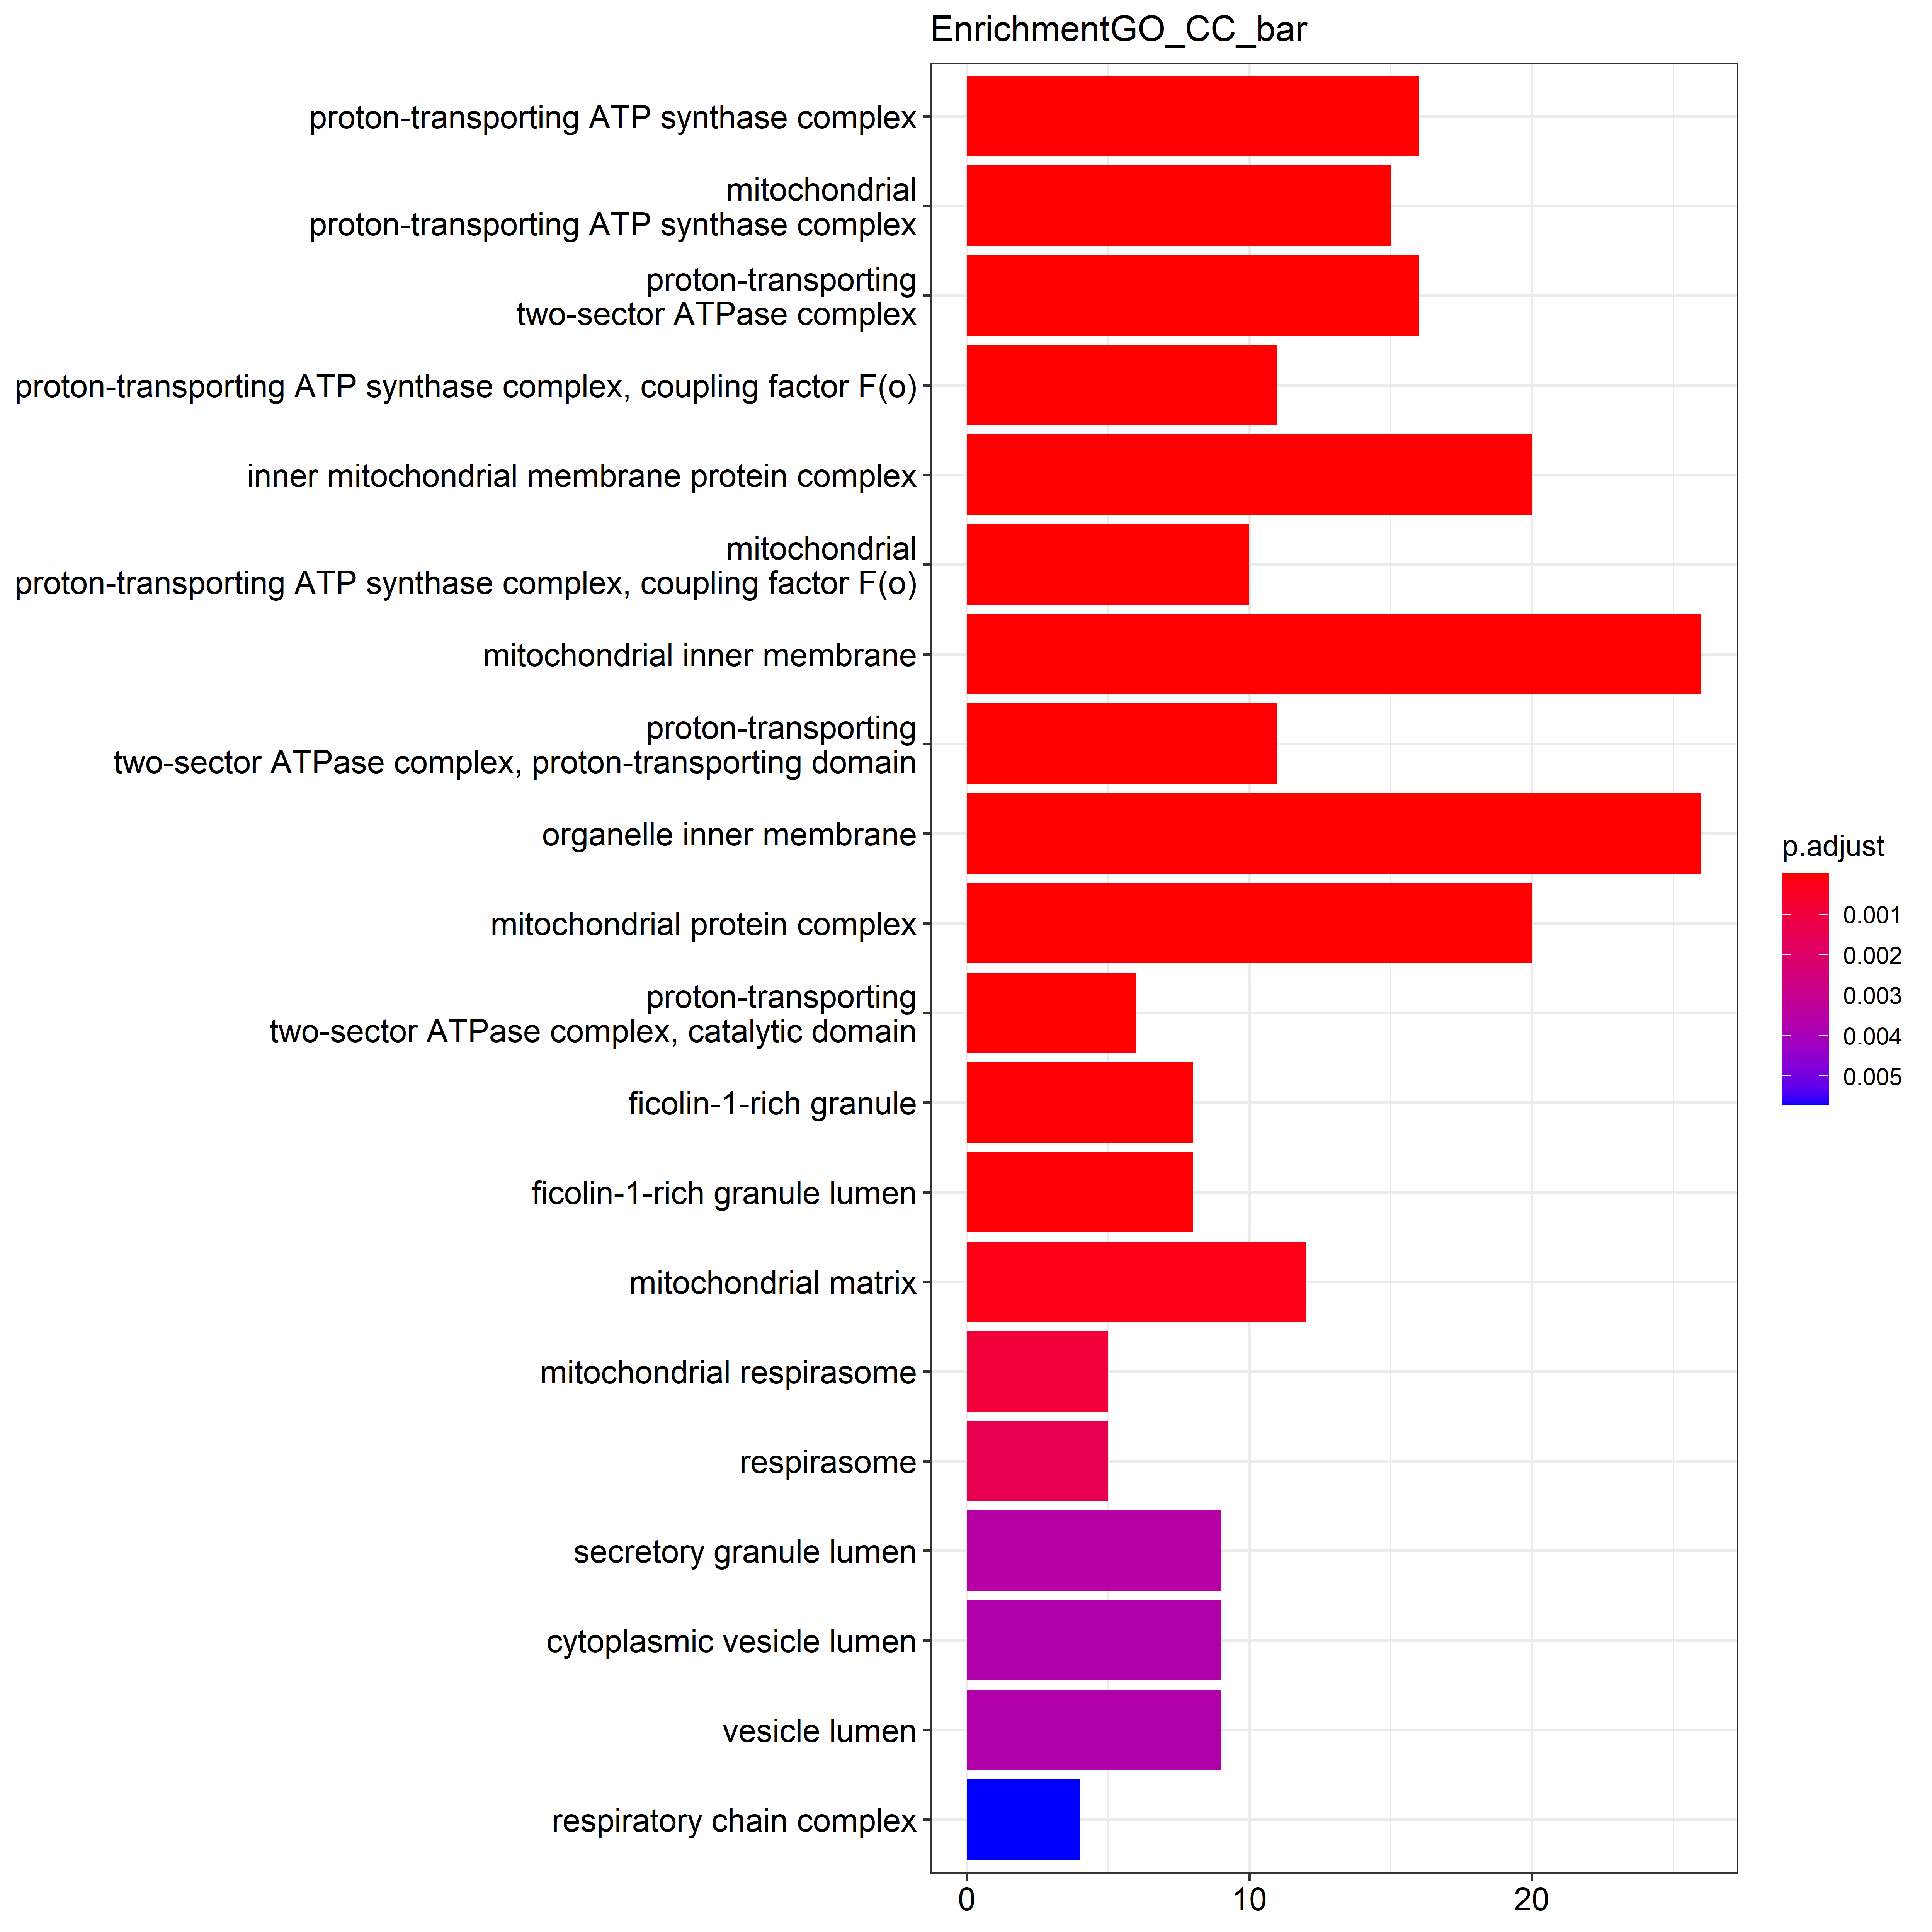 EnrichmentGO_CC_bar
proton-transporting ATP synthase complex
mitochondrial
proton-transporting ATP synthase complex
proton-transporting
two-sector ATPase complex
proton-transporting ATP synthase complex, coupling factor F(o)
inner mitochondrial membrane protein complex
mitochondrial
proton-transporting ATP synthase complex, coupling factor F(o)
mitochondrial inner membrane
proton-transporting
two-sector ATPase complex, proton-transporting domain
organelle inner membrane
mitochondrial protein complex
proton-transporting
two-sector ATPase complex, catalytic domain
ficolin-1-rich granule
ficolin-1-rich granule lumen
mitochondrial matrix
mitochondrial respirasome
respirasome
secretory granule lumen
cytoplasmic vesicle lumen
vesicle lumen
respiratory chain complex
0 10 20
p.adjust
0.001
0.002
0.003
0.004
0.005